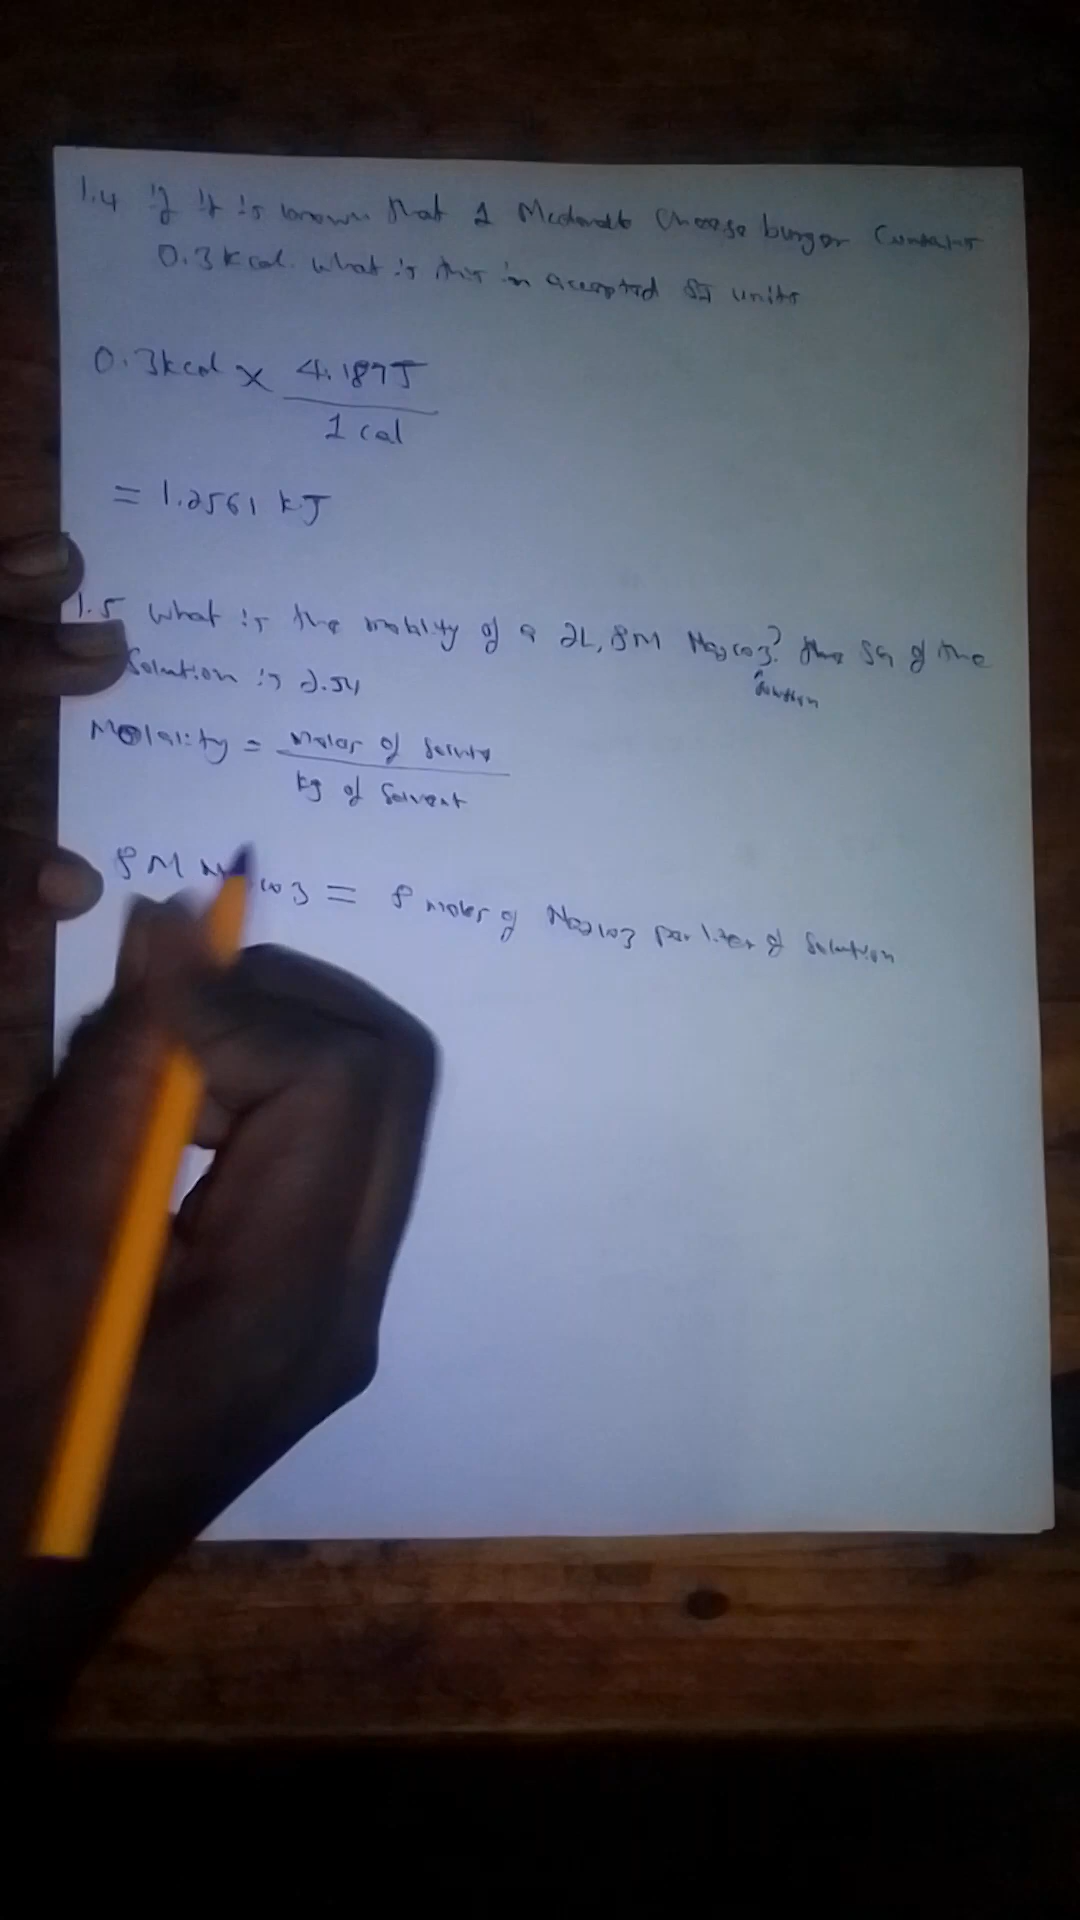 1.4 if it is known that 1 Mcdonalds cheese burger contains
0.3kcal. what is this in accepted SI units
0.3kcal × 4.187J
1 cal
= 1.2561 kJ
1.5 what is the molality of a 2L, 8M Na2CO3? the SG of the
solution
solution is 2.54
Molality = moles of solute
kg of solvent
8M CO3 = 8 moles of Na2CO3 per liter of solution